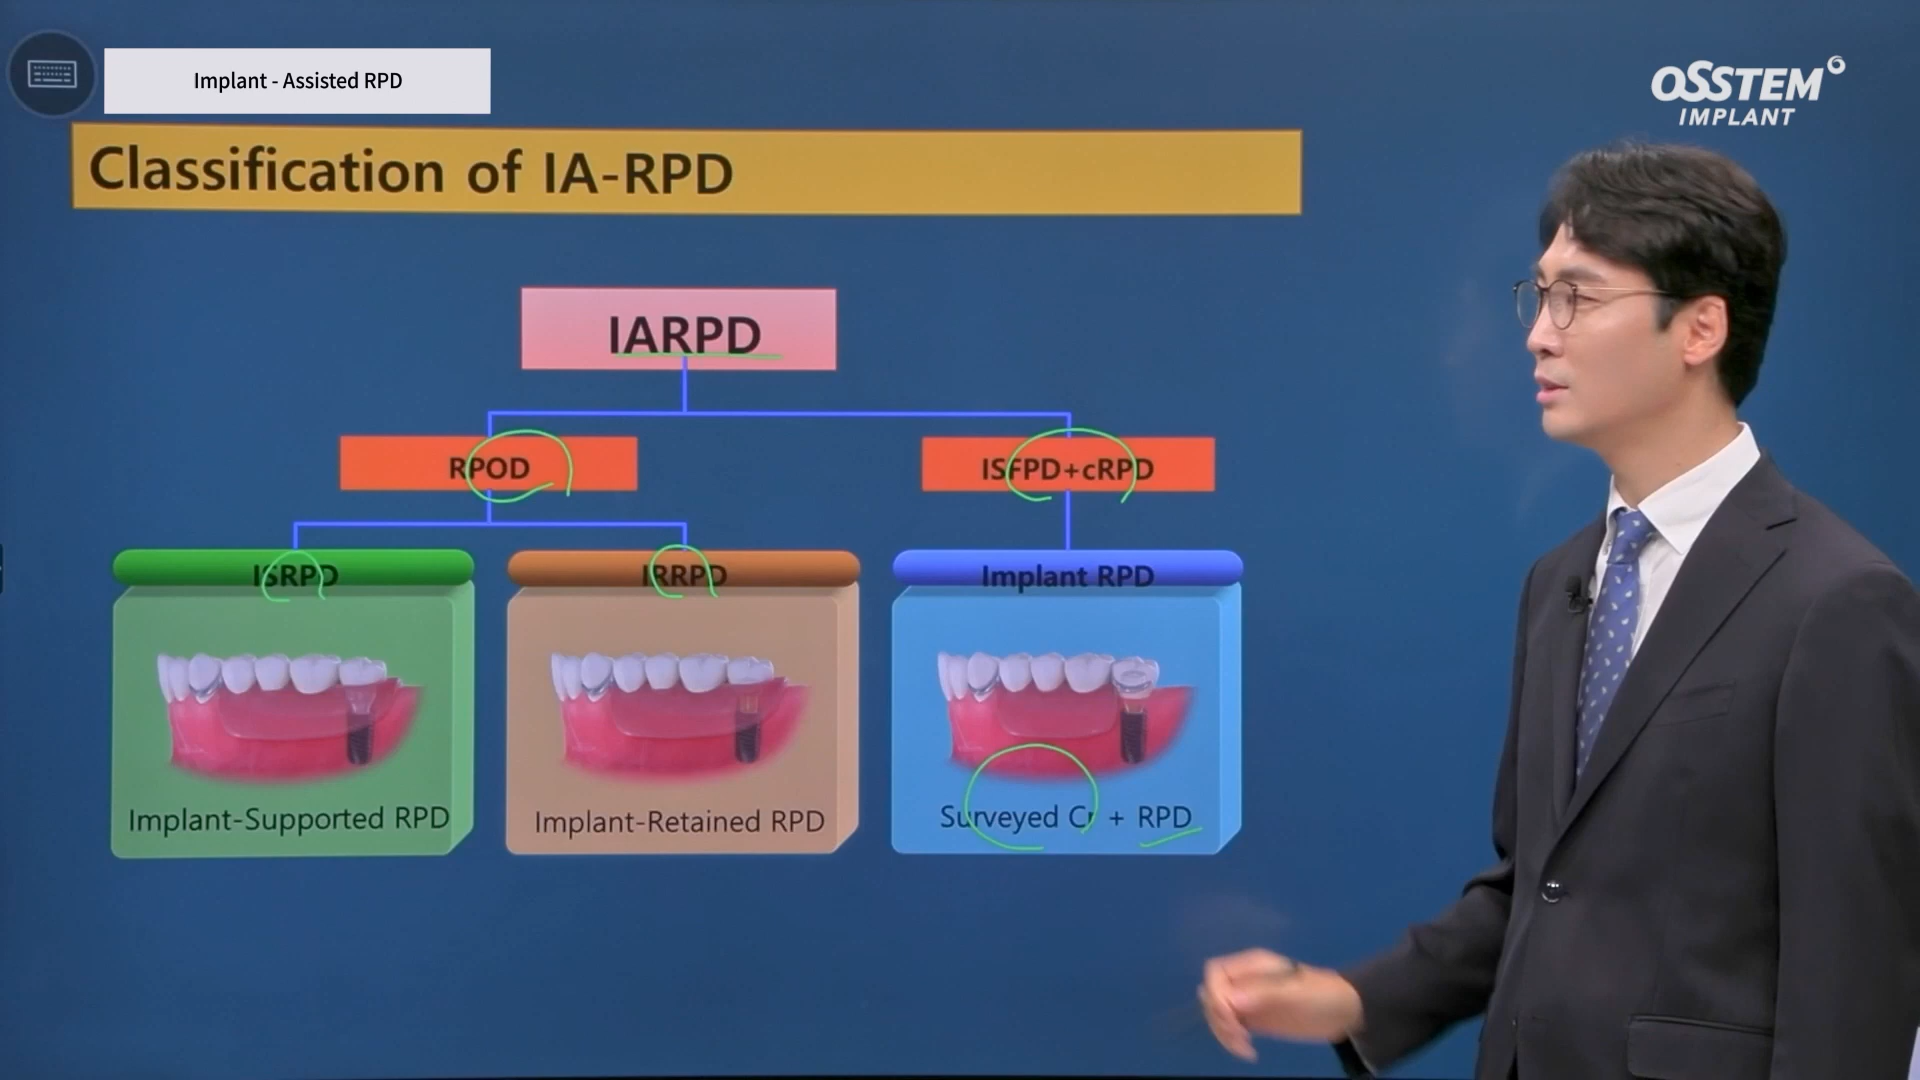 Implant - Assisted RPD
OSSTEM
IMPLANT
Classification of IA-RPD
IARPD
RPOD
ISFPD+cRPD
ISRPD
IRRPD
Implant RPD
Implant-Supported RPD
Implant-Retained RPD
Surveyed Cr + RPD